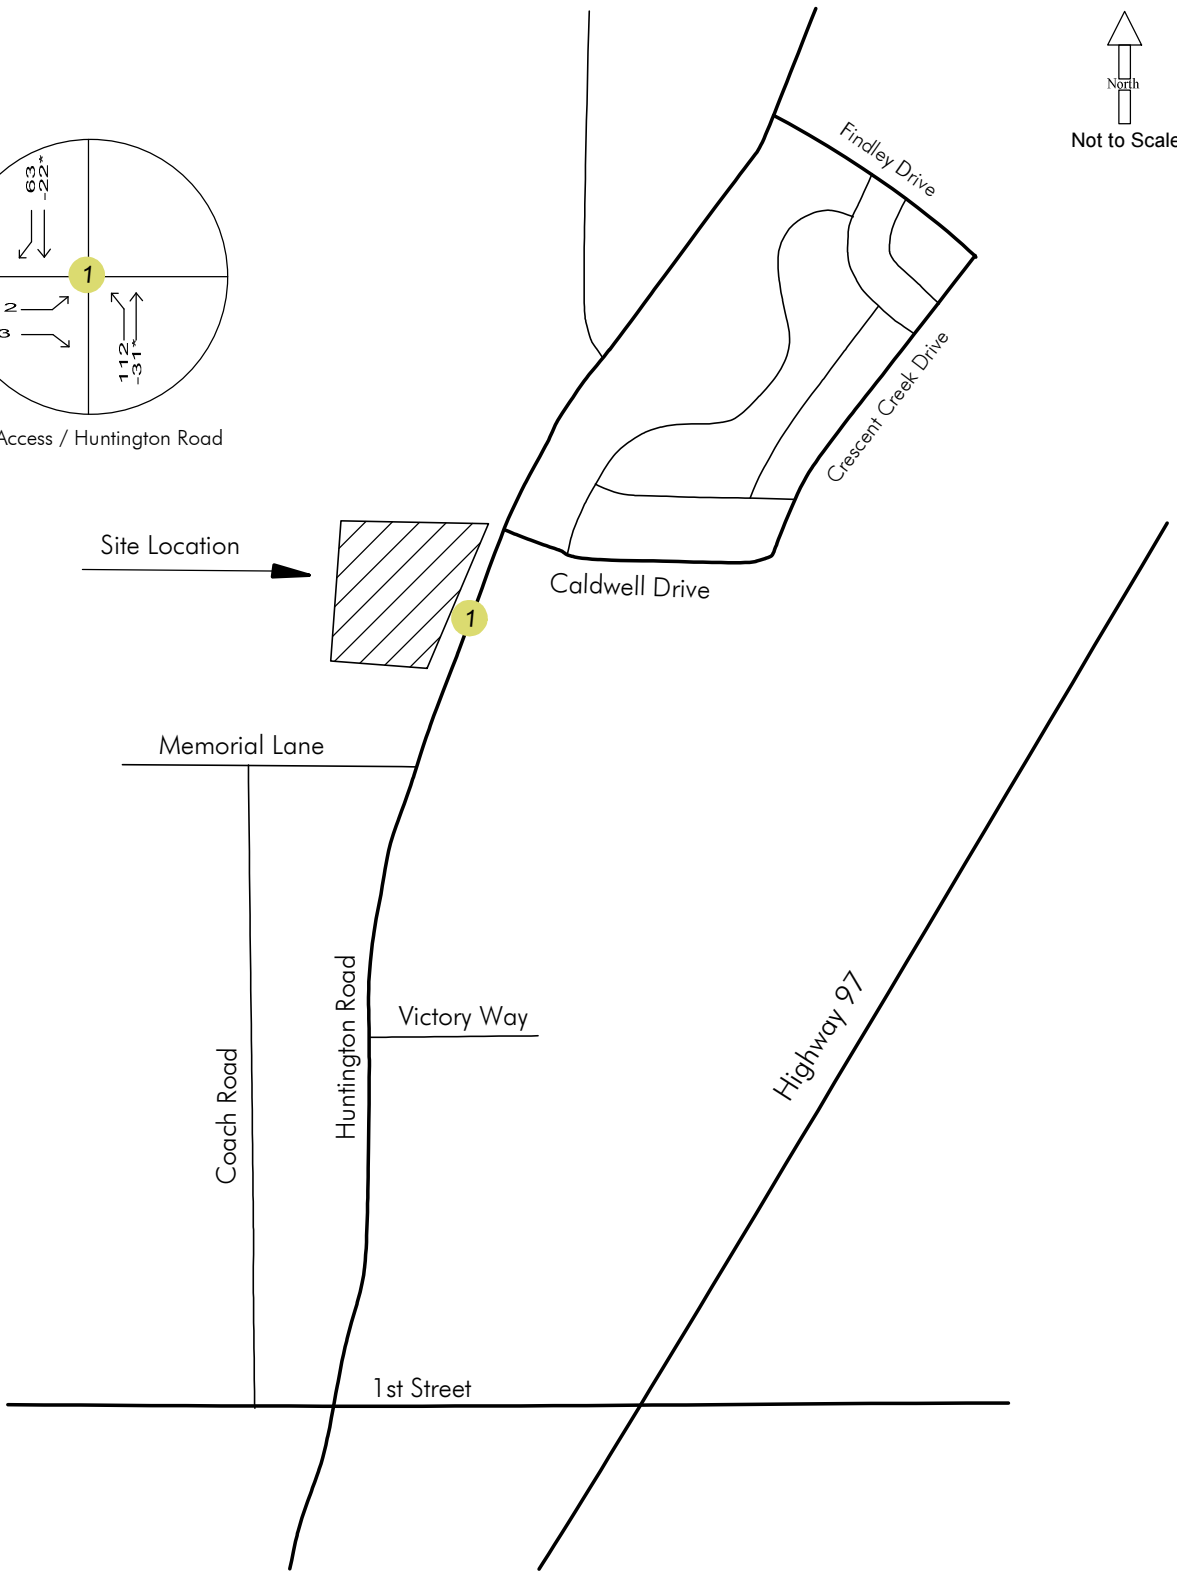 North
Not to Scale
Findley Drive
63
-22*
1
2
3
112
-31*
Access / Huntington Road
Crescent Creek Drive
Site Location
Caldwell Drive
1
Memorial Lane
Huntington Road
Victory Way
Highway 97
Coach Road
1st Street